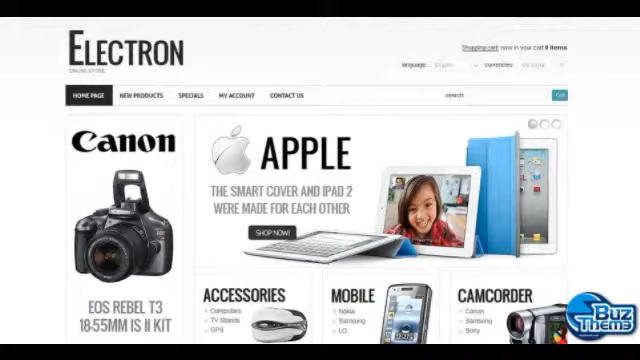 ELECTRON
ONLINE STORE
Shopping cart: now in your cart 0 items
language: English currencies:
HOME PAGE NEW PRODUCTS SPECIALS MY ACCOUNT CONTACT US search
Canon
EOS REBEL T3
18-55MM IS II KIT
APPLE
THE SMART COVER AND IPAD 2
WERE MADE FOR EACH OTHER
SHOP NOW!
ACCESSORIES
Computers
TV Stands
GPS
MOBILE
Nokia
Samsung
LG
CAMCORDER
Canon
Samsung
Sony
Buz
Them3